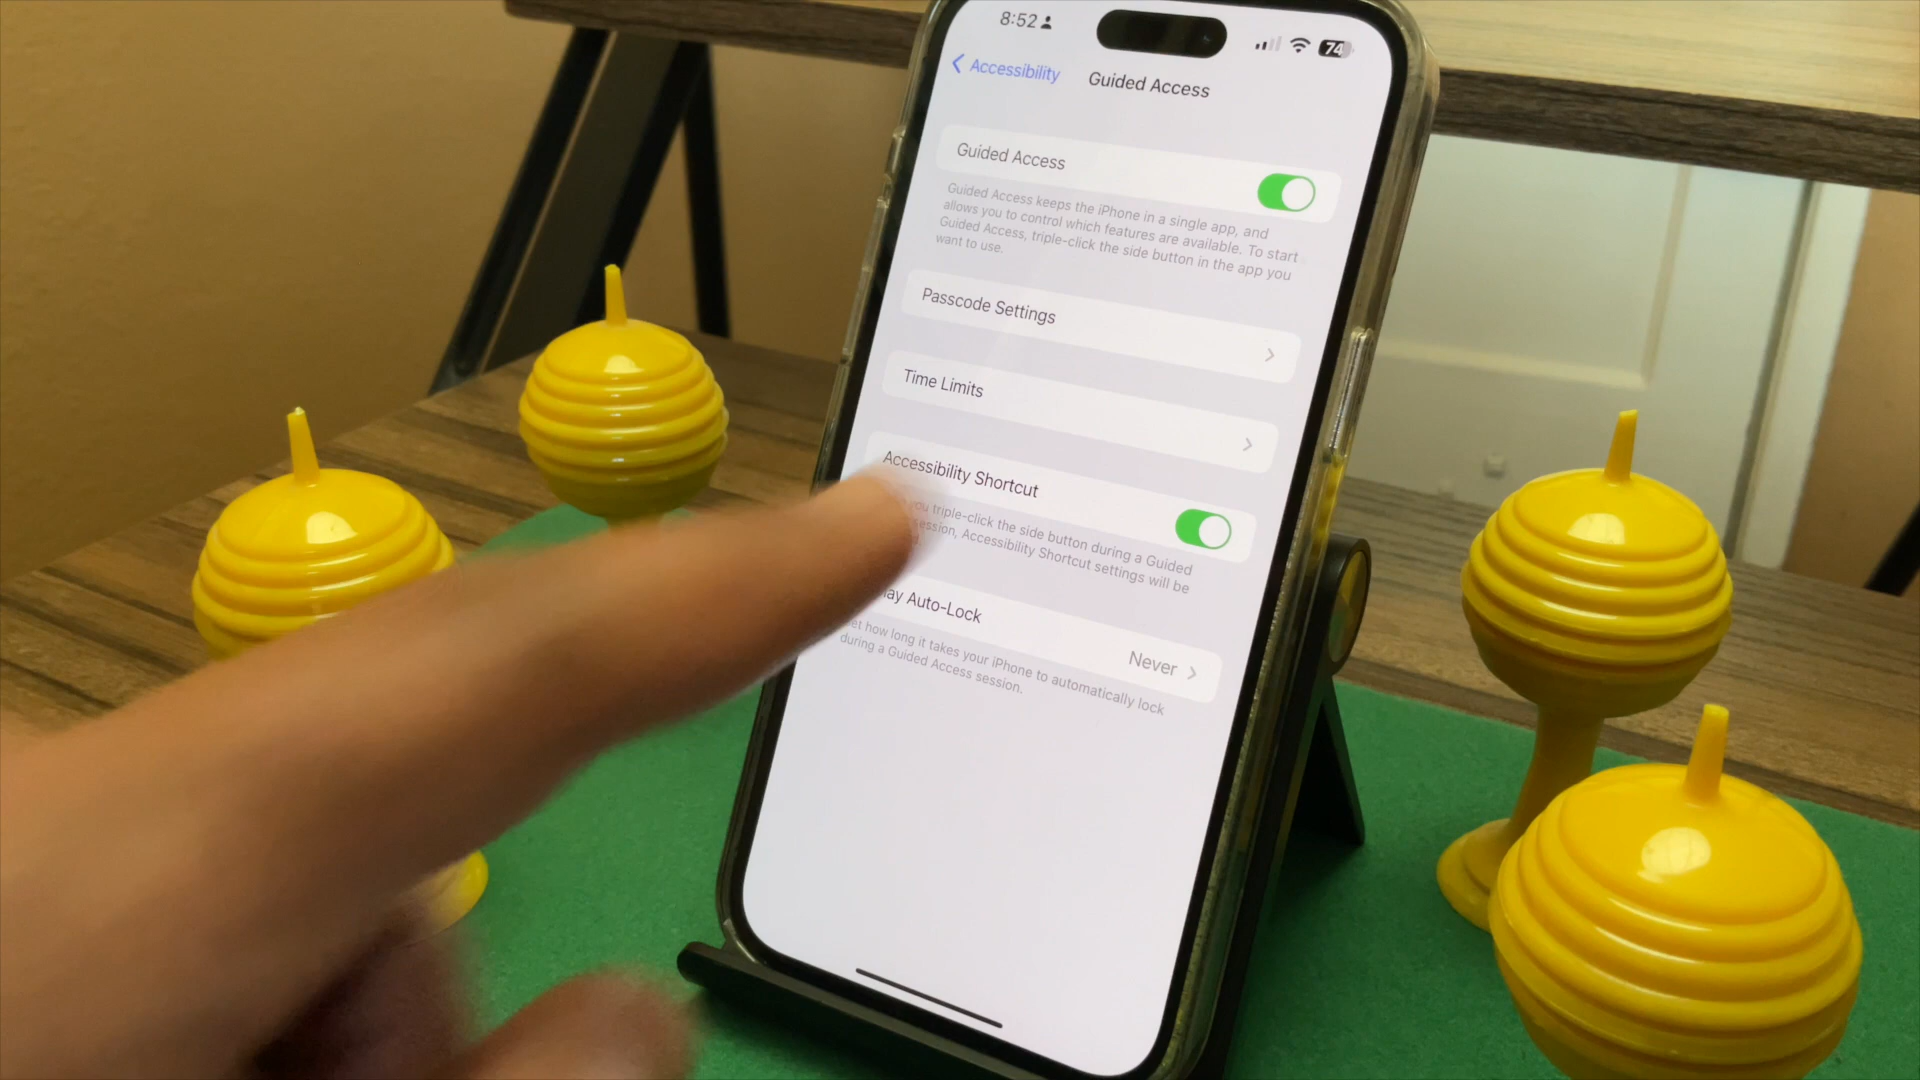 8:52
74
Accessibility
Guided Access
Guided Access
Guided Access keeps the iPhone in a single app, and
allows you to control which features are available. To start
Guided Access, triple-click the side button in the app you
want to use.
Passcode Settings
Time Limits
Accessibility Shortcut
you triple-click the side button during a Guided
session, Accessibility Shortcut settings will be
Auto-Lock
Never
how long it takes your iPhone to automatically lock
during a Guided Access session.